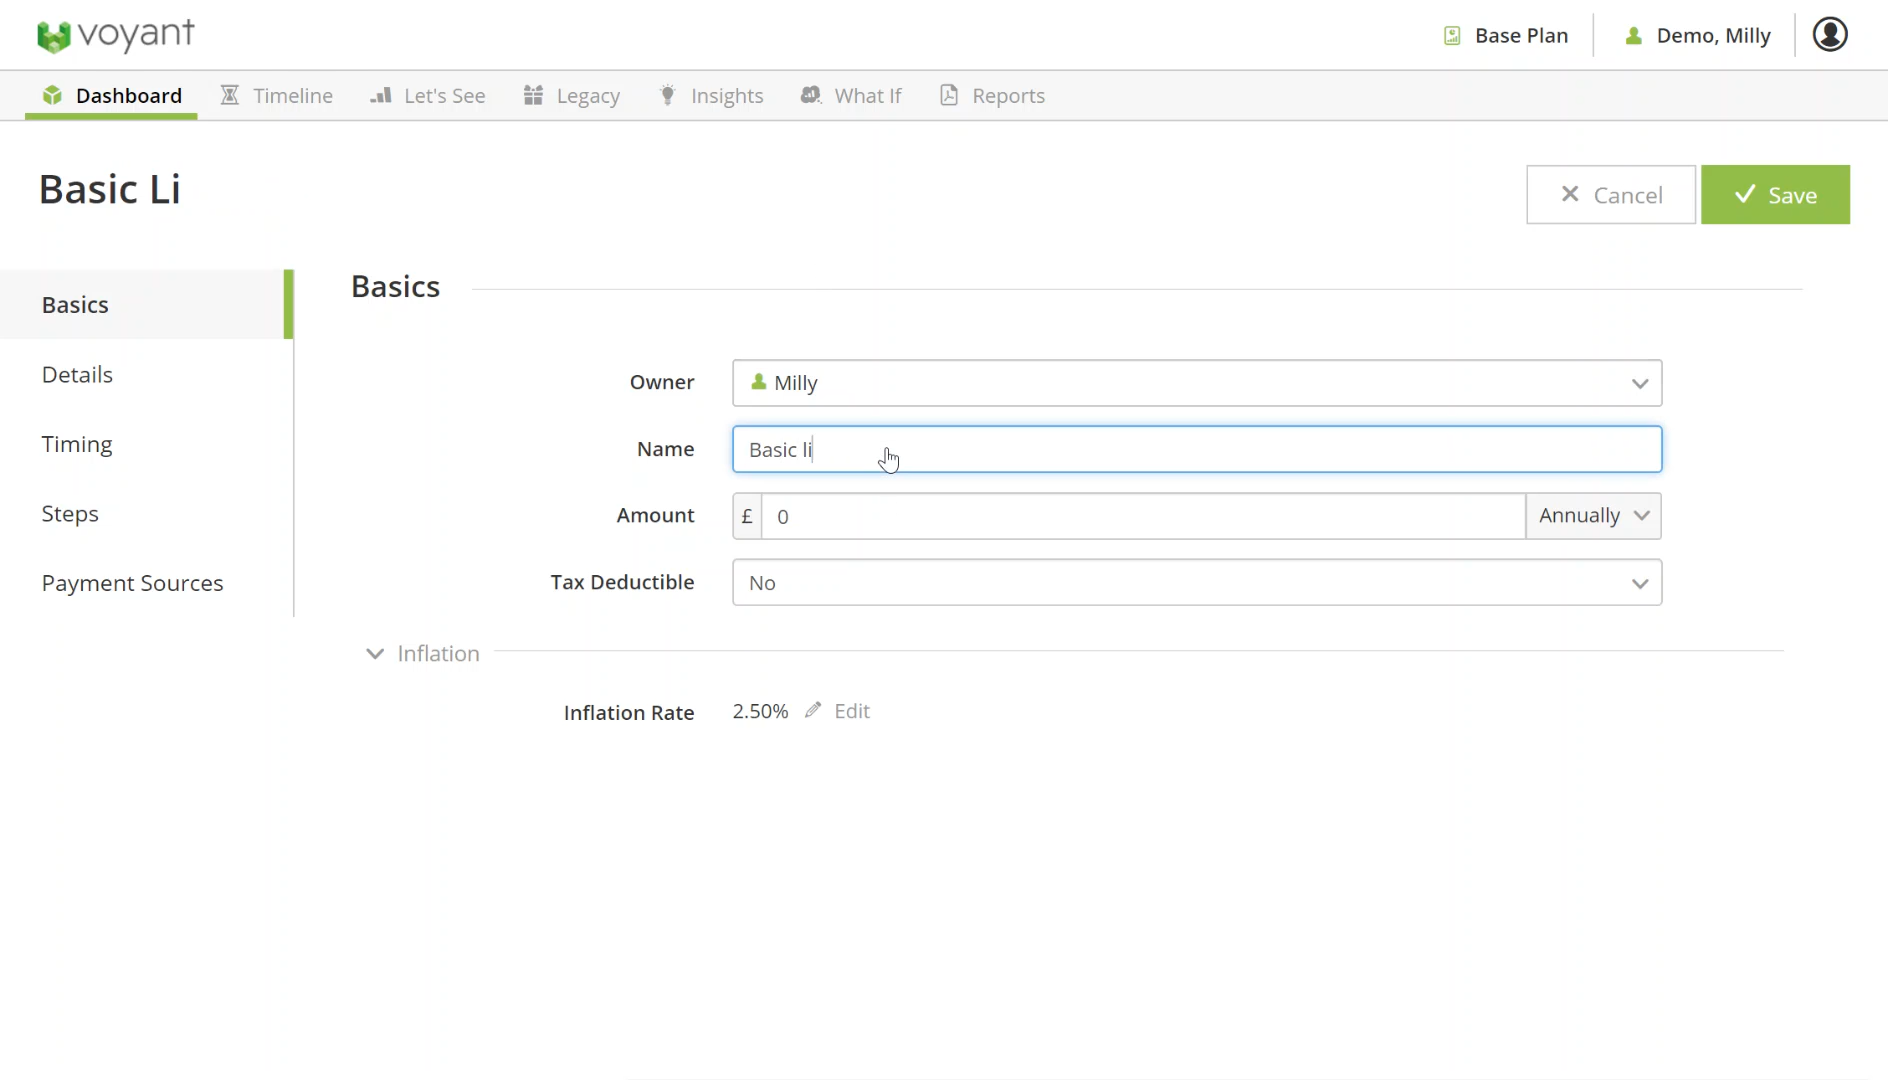 voyant
Base Plan
Demo, Milly
Dashboard
Timeline
Let's See
Legacy
Insights
What If
Reports
Basic Li
Cancel
Save
Basics
Details
Timing
Steps
Payment Sources
Basics
Owner
Milly
Name
Basic li
Amount
£ 0
Annually
Tax Deductible
No
Inflation
Inflation Rate
2.50%
Edit